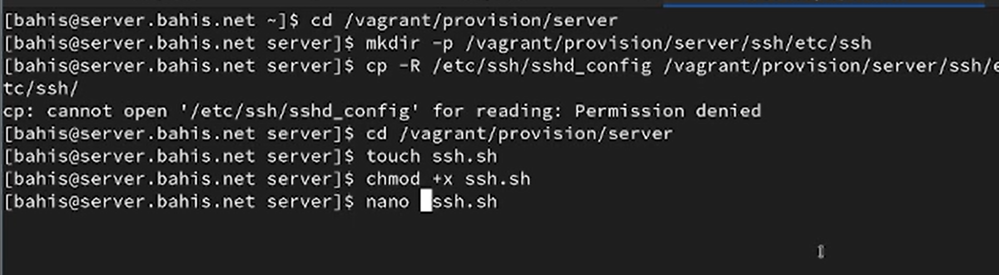 [bahis@server.bahis.net ~]$ cd /vagrant/provision/server
[bahis@server.bahis.net server]$ mkdir -p /vagrant/provision/server/ssh/etc/ssh
[bahis@server.bahis.net server]$ cp -R /etc/ssh/sshd_config /vagrant/provision/server/ssh/e
tc/ssh/
cp: cannot open '/etc/ssh/sshd_config' for reading: Permission denied
[bahis@server.bahis.net server]$ cd /vagrant/provision/server
[bahis@server.bahis.net server]$ touch ssh.sh
[bahis@server.bahis.net server]$ chmod +x ssh.sh
[bahis@server.bahis.net server]$ nano ssh.sh